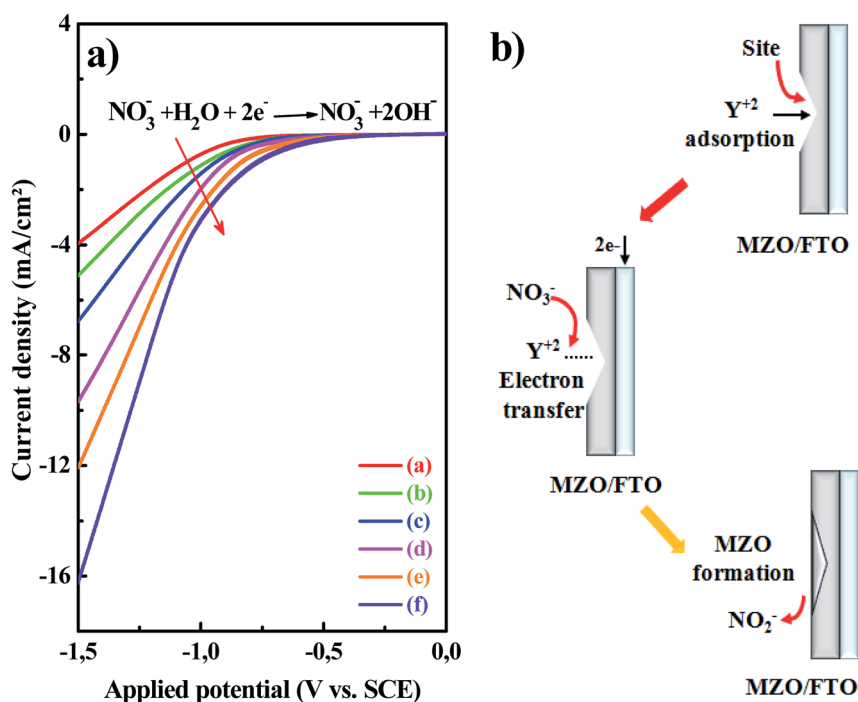 a)
NO₃⁻ +H₂O + 2e⁻ ⟶ NO₃⁻ +2OH⁻
4
0
-4
-8
-12
-16
Current density (mA/cm²)
(a)
(b)
(c)
(d)
(e)
(f)
-1,5
-1,0
-0,5
0,0
Applied potential (V vs. SCE)
b)
Site
Y⁺²
adsorption
MZO/FTO
2e-
NO₃⁻
Y⁺²
Electron
transfer
MZO/FTO
MZO
formation
NO₂⁻
MZO/FTO